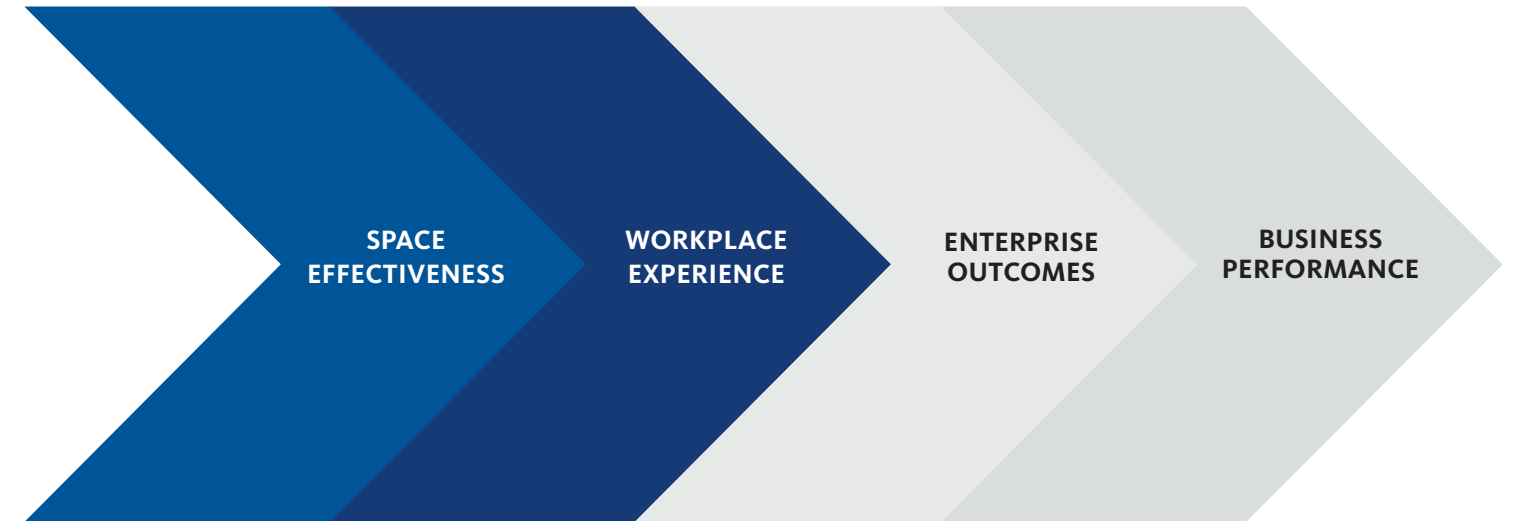 SPACE
EFFECTIVENESS
WORKPLACE
EXPERIENCE
ENTERPRISE
OUTCOMES
BUSINESS
PERFORMANCE